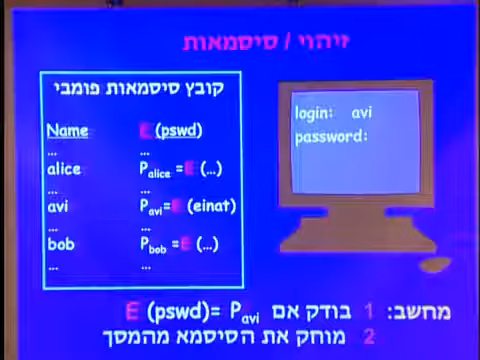 זיהוי / סיסמאות
קובץ סיסמאות פומבי
Name E (pswd)
... ...
alice Palice =E (...)
... ...
avi Pavi=E (einat)
... ...
bob Pbob =E (...)
... ...
login: avi
password:
מחשב: 1 בודק אם E (pswd)= Pavi
2 מוחק את הסיסמא מהמסך